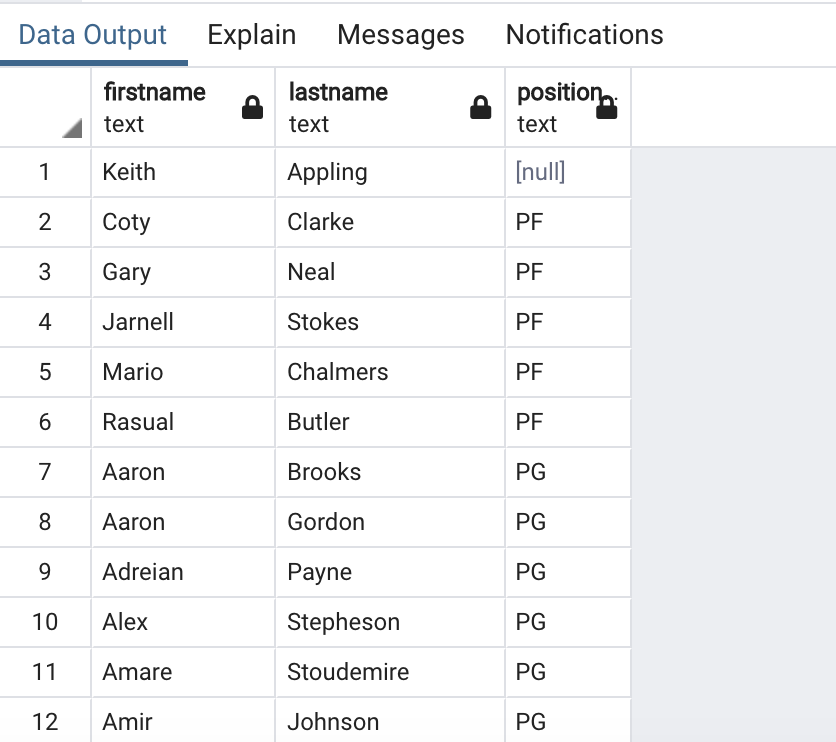 Data Output Explain Messages Notifications
firstname lastname position..
text text text
1 Keith Appling [null]
2 Coty Clarke PF
3 Gary Neal PF
4 Jarnell Stokes PF
5 Mario Chalmers PF
6 Rasual Butler PF
7 Aaron Brooks PG
8 Aaron Gordon PG
9 Adreian Payne PG
10 Alex Stepheson PG
11 Amare Stoudemire PG
12 Amir Johnson PG